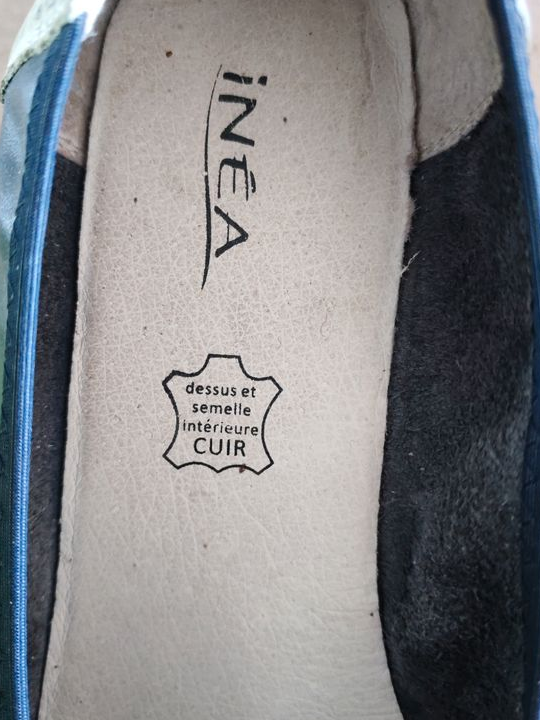 iNÉA
dessus et
semelle
intérieure
CUIR